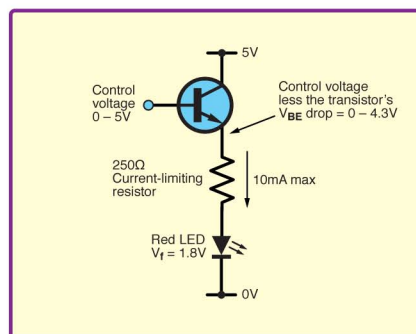 5V
Control
voltage
0 – 5V
Control voltage
less the transistor's
VBE drop = 0 – 4.3V
250Ω
Current-limiting
resistor
10mA max
Red LED
Vf = 1.8V
0V